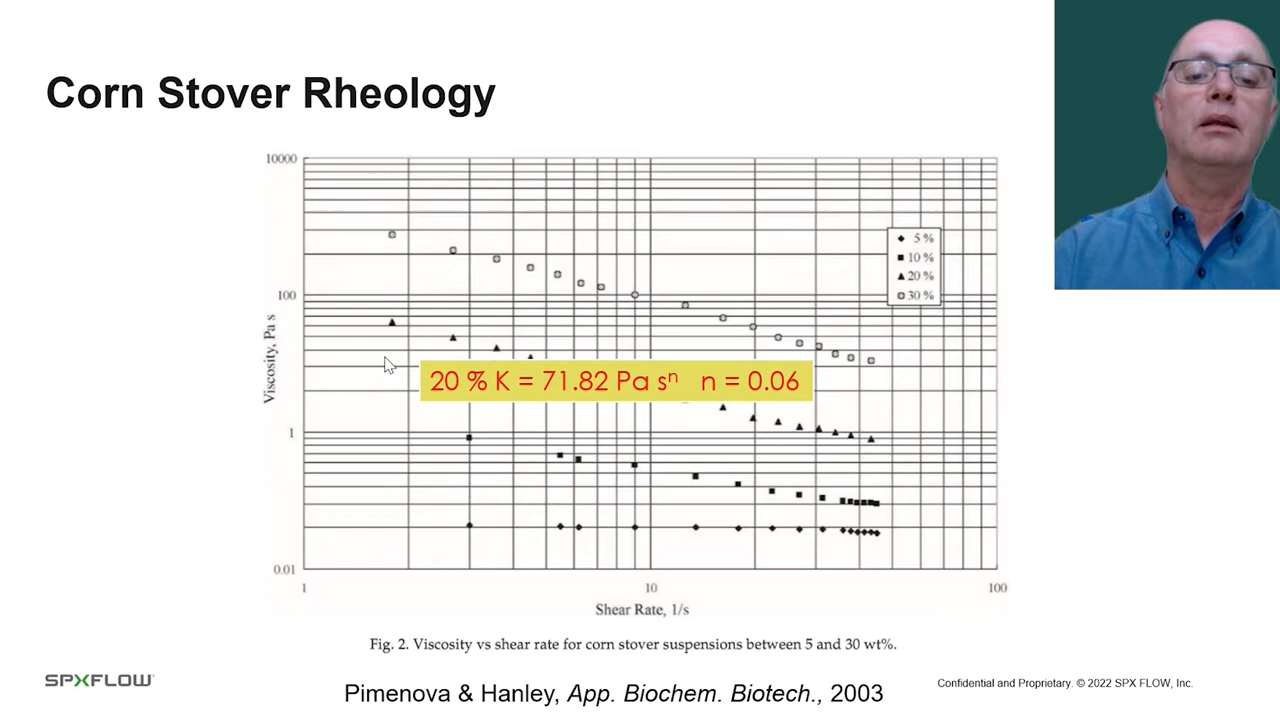 Corn Stover Rheology
10000
100
1
0.01
Viscosity, Pa s
5 %
10 %
20 %
30 %
20 % K = 71.82 Pa sⁿ n = 0.06
1
10
100
Shear Rate, 1/s
Fig. 2. Viscosity vs shear rate for corn stover suspensions between 5 and 30 wt%.
SPXFLOW
Pimenova & Hanley, App. Biochem. Biotech., 2003
Confidential and Proprietary. © 2022 SPX FLOW, Inc.